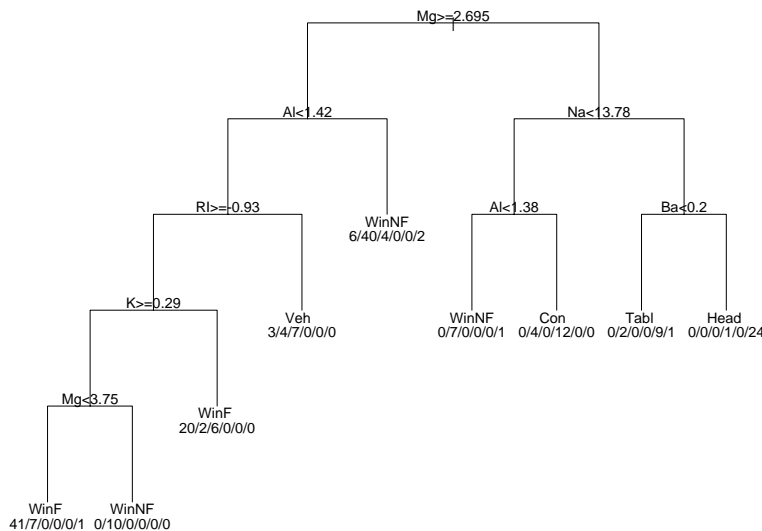 Mg>=2.695
Al<1.42
Na<13.78
RI>=-0.93
WinNF
6/40/4/0/0/2
Al<1.38
Ba<0.2
K>=0.29
Veh
3/4/7/0/0/0
WinNF
0/7/0/0/0/1
Con
0/4/0/12/0/0
Tabl
0/2/0/0/9/1
Head
0/0/0/1/0/24
Mg<3.75
WinF
20/2/6/0/0/0
WinF
41/7/0/0/0/1
WinNF
0/10/0/0/0/0